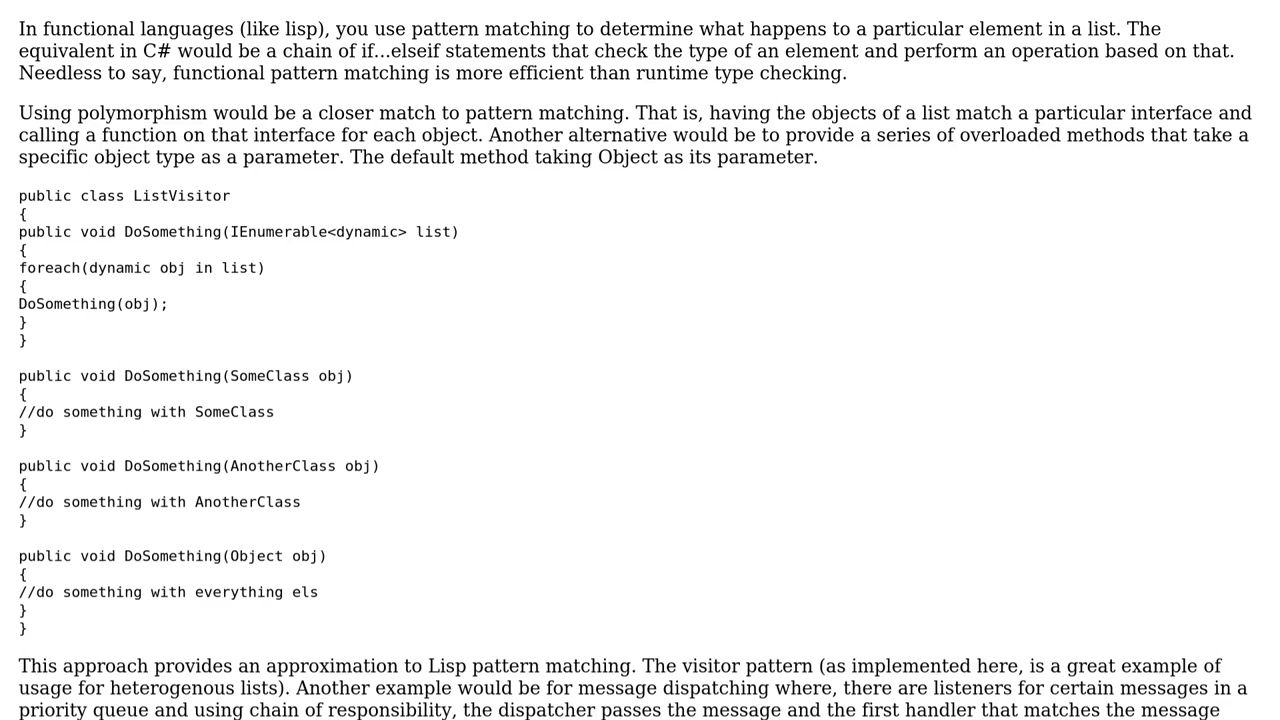 In functional languages (like lisp), you use pattern matching to determine what happens to a particular element in a list. The
equivalent in C# would be a chain of if...elseif statements that check the type of an element and perform an operation based on that.
Needless to say, functional pattern matching is more efficient than runtime type checking.
Using polymorphism would be a closer match to pattern matching. That is, having the objects of a list match a particular interface and
calling a function on that interface for each object. Another alternative would be to provide a series of overloaded methods that take a
specific object type as a parameter. The default method taking Object as its parameter.
public class ListVisitor
{
public void DoSomething(IEnumerable<dynamic> list)
{
foreach(dynamic obj in list)
{
DoSomething(obj);
}
}
public void DoSomething(SomeClass obj)
{
//do something with SomeClass
}
public void DoSomething(AnotherClass obj)
{
//do something with AnotherClass
}
public void DoSomething(Object obj)
{
//do something with everything els
}
}
This approach provides an approximation to Lisp pattern matching. The visitor pattern (as implemented here, is a great example of
usage for heterogenous lists). Another example would be for message dispatching where, there are listeners for certain messages in a
priority queue and using chain of responsibility, the dispatcher passes the message and the first handler that matches the message